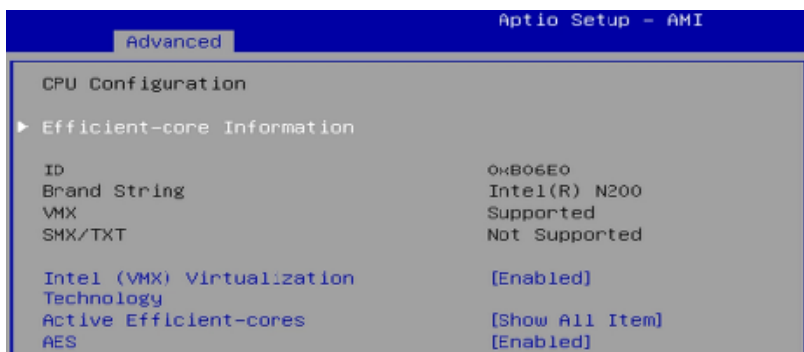 Aptio Setup – AMI
Advanced
CPU Configuration
Efficient-core Information
ID 0xB06E0
Brand String Intel(R) N200
VMX Supported
SMX/TXT Not Supported
Intel (VMX) Virtualization [Enabled]
Technology
Active Efficient-cores [Show All Item]
AES [Enabled]